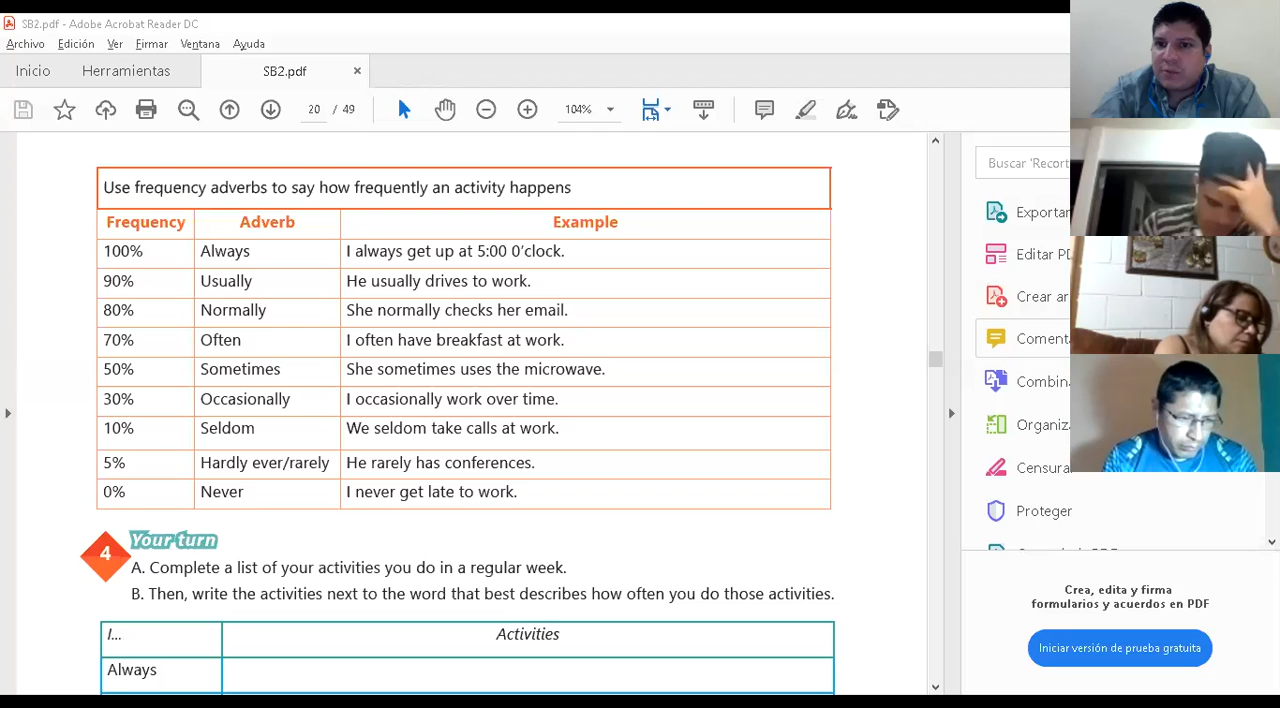 SB2.pdf - Adobe Acrobat Reader DC
Archivo Edición Ver Firmar Ventana Ayuda
Inicio Herramientas SB2.pdf ×
20 / 49 104%
Use frequency adverbs to say how frequently an activity happens
Frequency Adverb Example
100% Always I always get up at 5:00 0’clock.
90% Usually He usually drives to work.
80% Normally She normally checks her email.
70% Often I often have breakfast at work.
50% Sometimes She sometimes uses the microwave.
30% Occasionally I occasionally work over time.
10% Seldom We seldom take calls at work.
5% Hardly ever/rarely He rarely has conferences.
0% Never I never get late to work.
4 Your turn
A. Complete a list of your activities you do in a regular week.
B. Then, write the activities next to the word that best describes how often you do those activities.
I... Activities
Always
Buscar 'Recort
Exportar
Editar PD
Crear ar
Coment
Combin
Organiz
Censura
Proteger
Crea, edita y firma
formularios y acuerdos en PDF
Iniciar versión de prueba gratuita